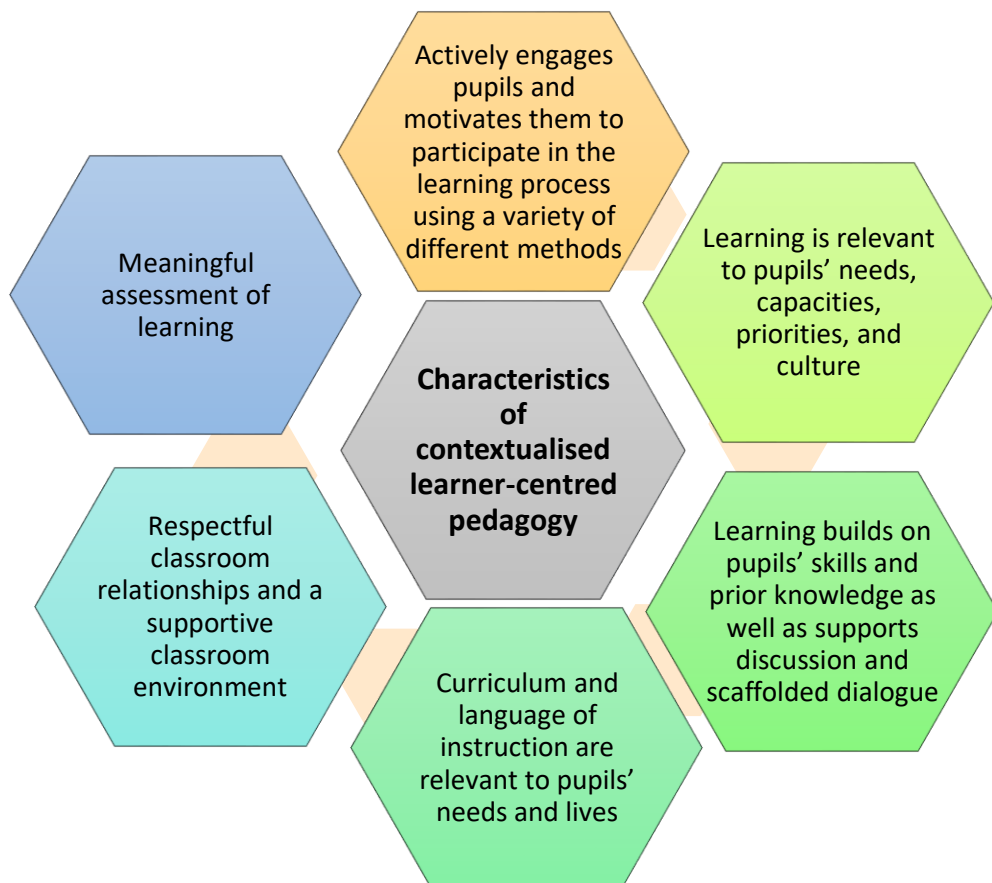 Actively engages
pupils and
motivates them to
participate in the
learning process
using a variety of
different methods
Learning is relevant
to pupils’ needs,
capacities,
priorities, and
culture
Learning builds on
pupils’ skills and
prior knowledge as
well as supports
discussion and
scaffolded dialogue
Curriculum and
language of
instruction are
relevant to pupils’
needs and lives
Respectful
classroom
relationships and a
supportive
classroom
environment
Meaningful
assessment of
learning
Characteristics
of
contextualised
learner-centred
pedagogy